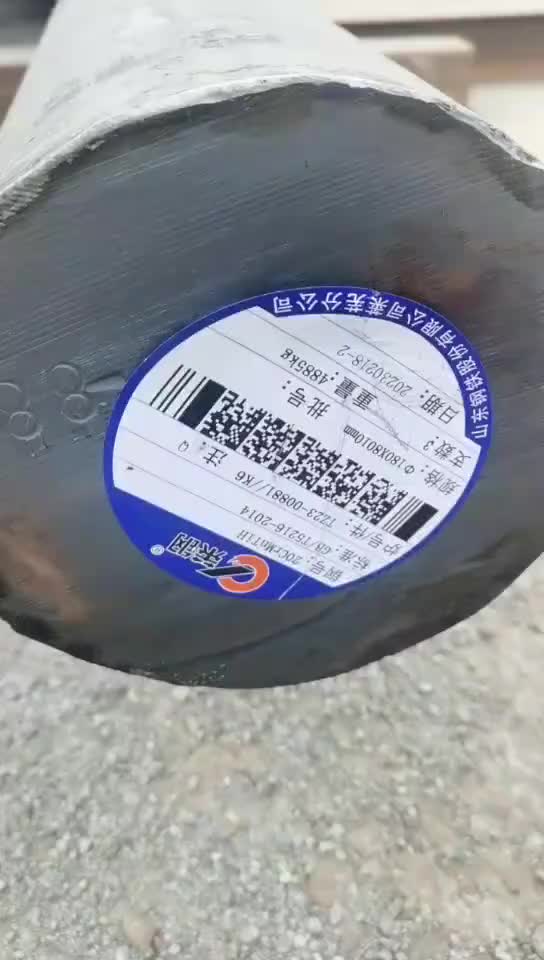 莱钢®
钢号：20CrMnTiH
标准：GB/T5216-2014
炉号件：TZ23-00881//K6 注：Q
规格：Φ180X8010mm
支数3 批号：
重量：4885kg
日期：20230218-2
山东钢铁股份有限公司莱芜分公司